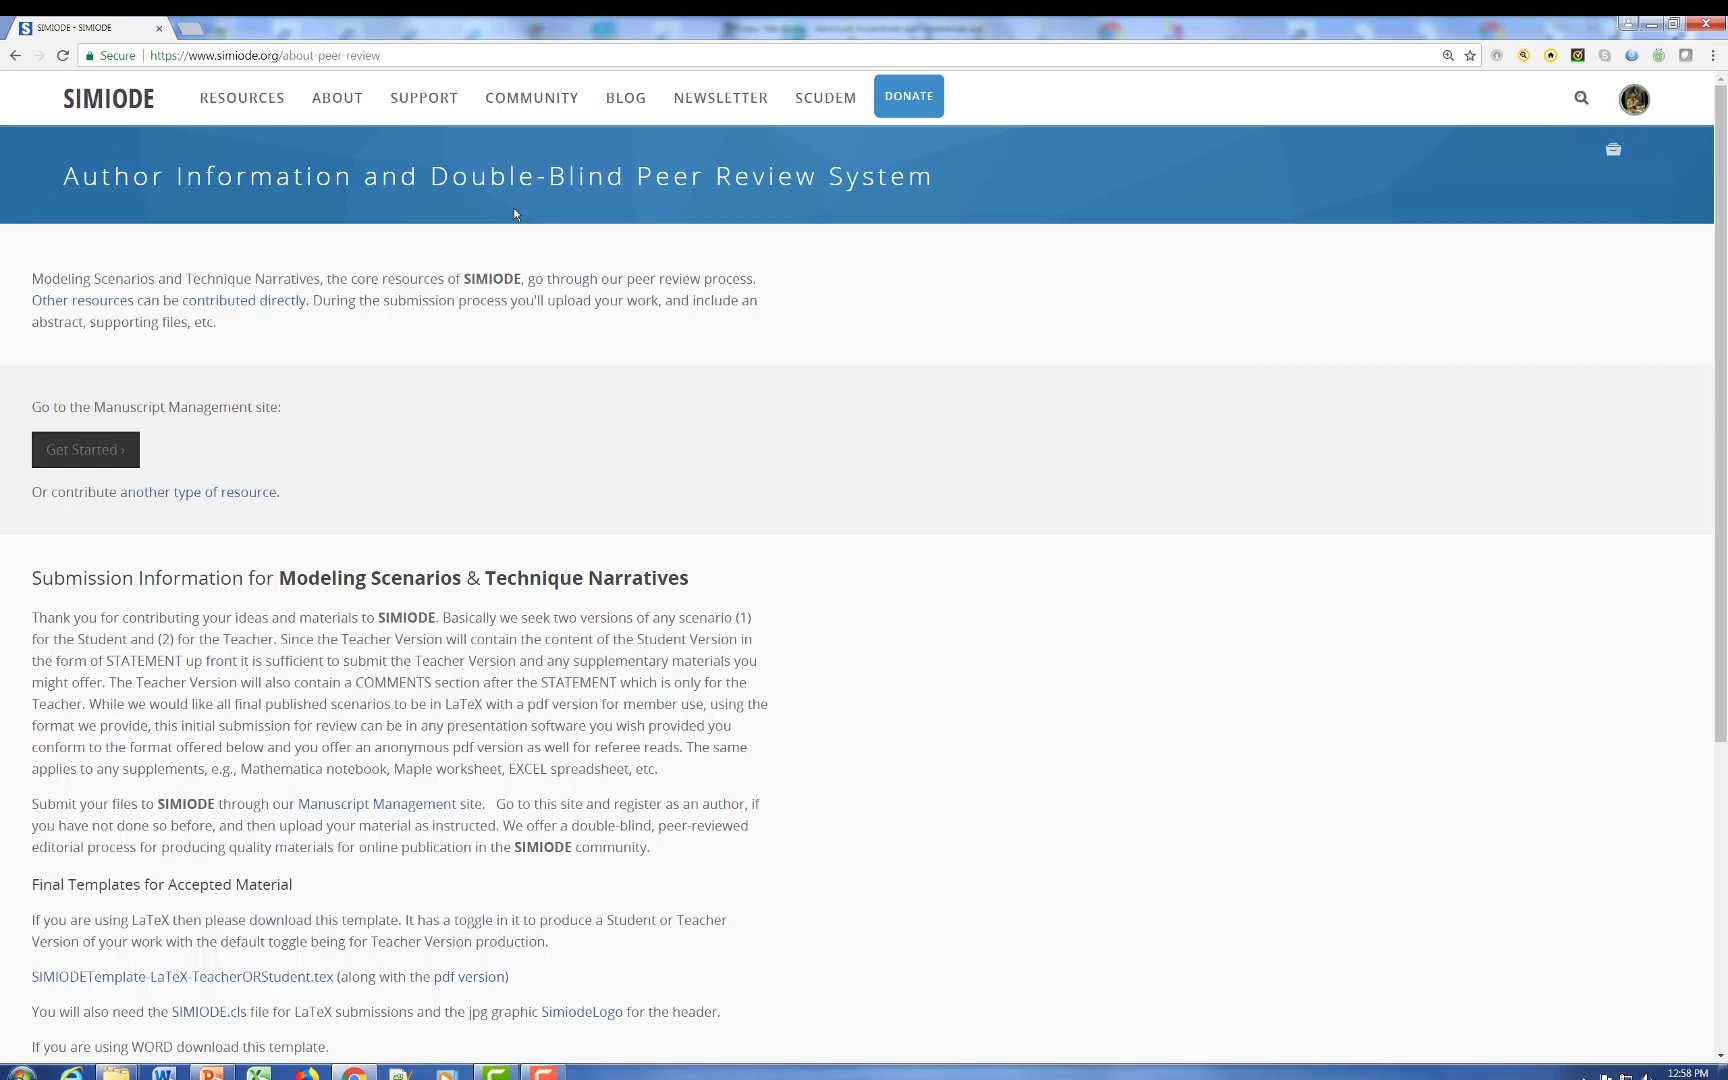 SIMIODE - SIMIODE
Secure https://www.simiode.org/about-peer-review
SIMIODE RESOURCES ABOUT SUPPORT COMMUNITY BLOG NEWSLETTER SCUDEM DONATE
Author Information and Double-Blind Peer Review System
Modeling Scenarios and Technique Narratives, the core resources of SIMIODE, go through our peer review process.
Other resources can be contributed directly. During the submission process you'll upload your work, and include an
abstract, supporting files, etc.
Go to the Manuscript Management site:
Get Started ›
Or contribute another type of resource.
Submission Information for Modeling Scenarios & Technique Narratives
Thank you for contributing your ideas and materials to SIMIODE. Basically we seek two versions of any scenario (1)
for the Student and (2) for the Teacher. Since the Teacher Version will contain the content of the Student Version in
the form of STATEMENT up front it is sufficient to submit the Teacher Version and any supplementary materials you
might offer. The Teacher Version will also contain a COMMENTS section after the STATEMENT which is only for the
Teacher. While we would like all final published scenarios to be in LaTeX with a pdf version for member use, using the
format we provide, this initial submission for review can be in any presentation software you wish provided you
conform to the format offered below and you offer an anonymous pdf version as well for referee reads. The same
applies to any supplements, e.g., Mathematica notebook, Maple worksheet, EXCEL spreadsheet, etc.
Submit your files to SIMIODE through our Manuscript Management site. Go to this site and register as an author, if
you have not done so before, and then upload your material as instructed. We offer a double-blind, peer-reviewed
editorial process for producing quality materials for online publication in the SIMIODE community.
Final Templates for Accepted Material
If you are using LaTeX then please download this template. It has a toggle in it to produce a Student or Teacher
Version of your work with the default toggle being for Teacher Version production.
SIMIODETemplate-LaTeX-TeacherORStudent.tex (along with the pdf version)
You will also need the SIMIODE.cls file for LaTeX submissions and the jpg graphic SimiodeLogo for the header.
If you are using WORD download this template.
12:58 PM